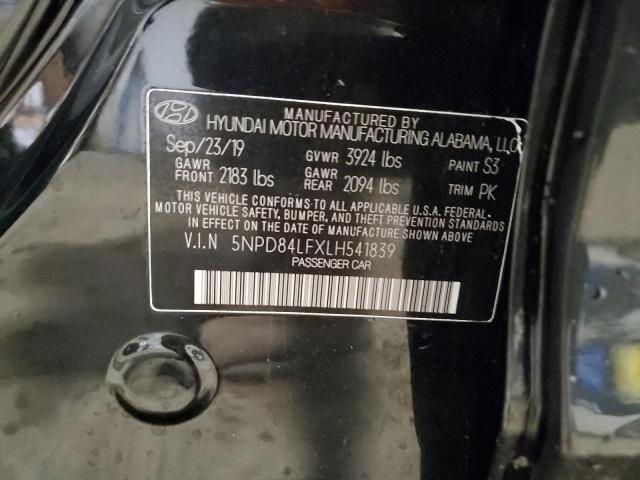 MANUFACTURED BY
HYUNDAI MOTOR MANUFACTURING ALABAMA, LLC
Sep/23/19 GVWR 3924 lbs PAINT S3
GAWR FRONT 2183 lbs GAWR REAR 2094 lbs TRIM PK
THIS VEHICLE CONFORMS TO ALL APPLICABLE U.S.A. FEDERAL
MOTOR VEHICLE SAFETY, BUMPER, AND THEFT PREVENTION STANDARDS
IN EFFECT ON THE DATE OF MANUFACTURE SHOWN ABOVE.
V.I.N 5NPD84LFXLH541839
PASSENGER CAR